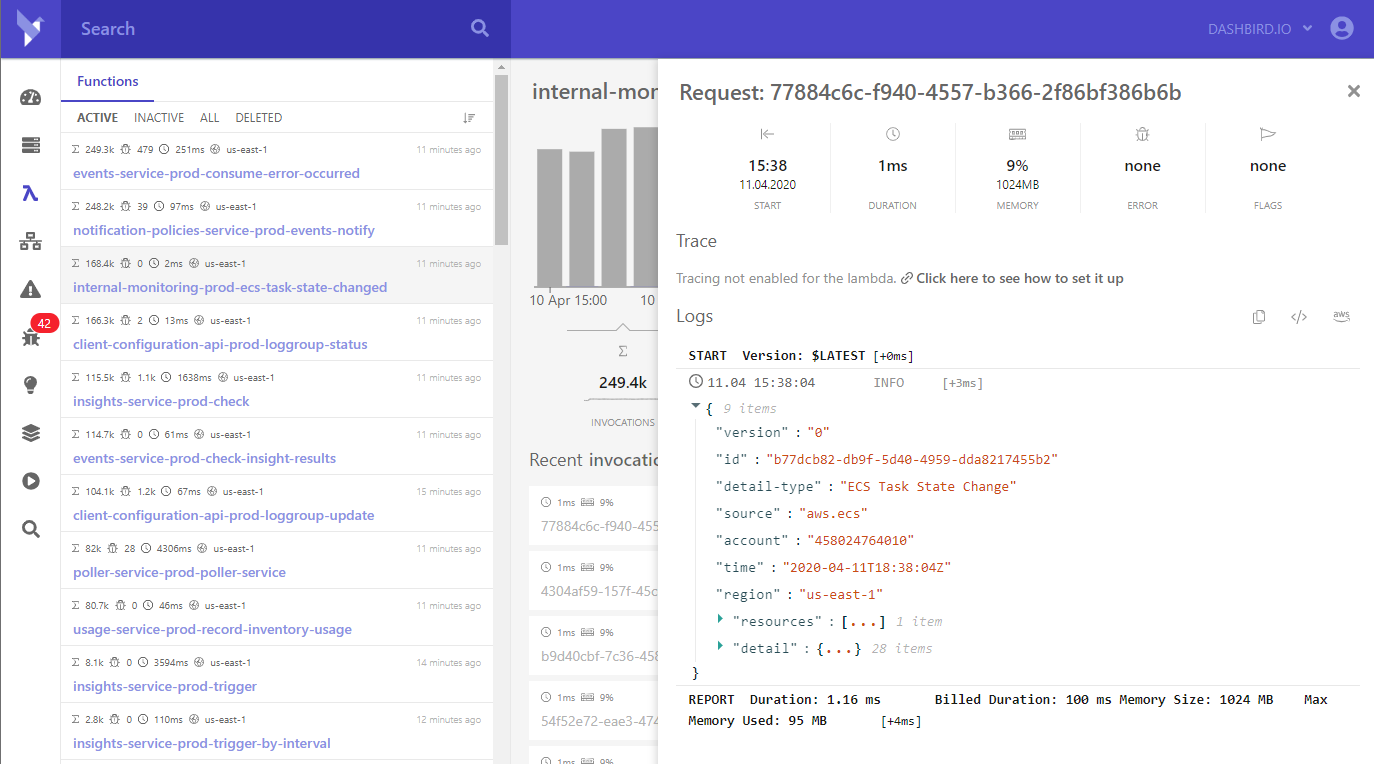 Search
DASHBIRD.IO
Functions
ACTIVE INACTIVE ALL DELETED
Σ 249.3k 479 251ms us-east-1 11 minutes ago
events-service-prod-consume-error-occurred
Σ 248.2k 39 97ms us-east-1 11 minutes ago
notification-policies-service-prod-events-notify
Σ 168.4k 0 2ms us-east-1 11 minutes ago
internal-monitoring-prod-ecs-task-state-changed
42
Σ 166.3k 2 13ms us-east-1 11 minutes ago
client-configuration-api-prod-loggroup-status
Σ 115.5k 1.1k 1638ms us-east-1 11 minutes ago
insights-service-prod-check
Σ 114.7k 0 61ms us-east-1 11 minutes ago
events-service-prod-check-insight-results
Σ 104.1k 1.2k 67ms us-east-1 15 minutes ago
client-configuration-api-prod-loggroup-update
Σ 82k 28 4306ms us-east-1 11 minutes ago
poller-service-prod-poller-service
Σ 80.7k 0 46ms us-east-1 11 minutes ago
usage-service-prod-record-inventory-usage
Σ 8.1k 0 3594ms us-east-1 14 minutes ago
insights-service-prod-trigger
Σ 2.8k 0 110ms us-east-1 12 minutes ago
insights-service-prod-trigger-by-interval
internal-mor
10 Apr 15:00 10
Σ
249.4k
INVOCATIONS
Recent invocatio
1ms 9%
77884c6c-f940-455
1ms 9%
4304af59-157f-45c
1ms 9%
b9d40cbf-7c36-458
1ms 9%
54f52e72-eae3-474
1ms 9%
Request: 77884c6c-f940-4557-b366-2f86bf386b6b
15:38 1ms 9% none none
11.04.2020 1024MB
START DURATION MEMORY ERROR FLAGS
Trace
Tracing not enabled for the lambda. Click here to see how to set it up
Logs </> aws
START Version: $LATEST [+0ms]
11.04 15:38:04 INFO [+3ms]
{ 9 items
"version" : "0"
"id" : "b77dcb82-db9f-5d40-4959-dda8217455b2"
"detail-type" : "ECS Task State Change"
"source" : "aws.ecs"
"account" : "458024764010"
"time" : "2020-04-11T18:38:04Z"
"region" : "us-east-1"
"resources" : [...] 1 item
"detail" : {...} 28 items
}
REPORT Duration: 1.16 ms Billed Duration: 100 ms Memory Size: 1024 MB Max
Memory Used: 95 MB [+4ms]